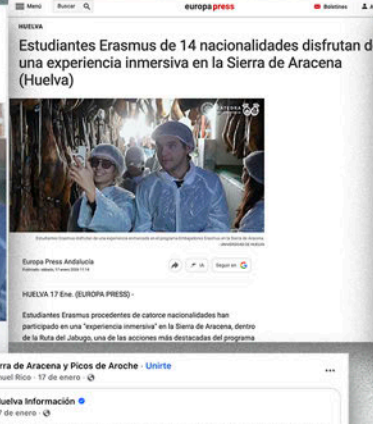 Menú Buscar europapress Boletines
HUELVA
Estudiantes Erasmus de 14 nacionalidades disfrutan d
una experiencia inmersiva en la Sierra de Aracena
(Huelva)
CÁTEDRA
Europa Press Andalucía
Seguir en
HUELVA 17 Ene. (EUROPA PRESS) -
Estudiantes Erasmus procedentes de catorce nacionalidades han
participado en una "experiencia inmersiva" en la Sierra de Aracena, dentro
de la Ruta del Jabugo, una de las acciones más destacadas del programa
rra de Aracena y Picos de Aroche · Unirte
uel Rico · 17 de enero ·
uelva Información
7 de enero ·